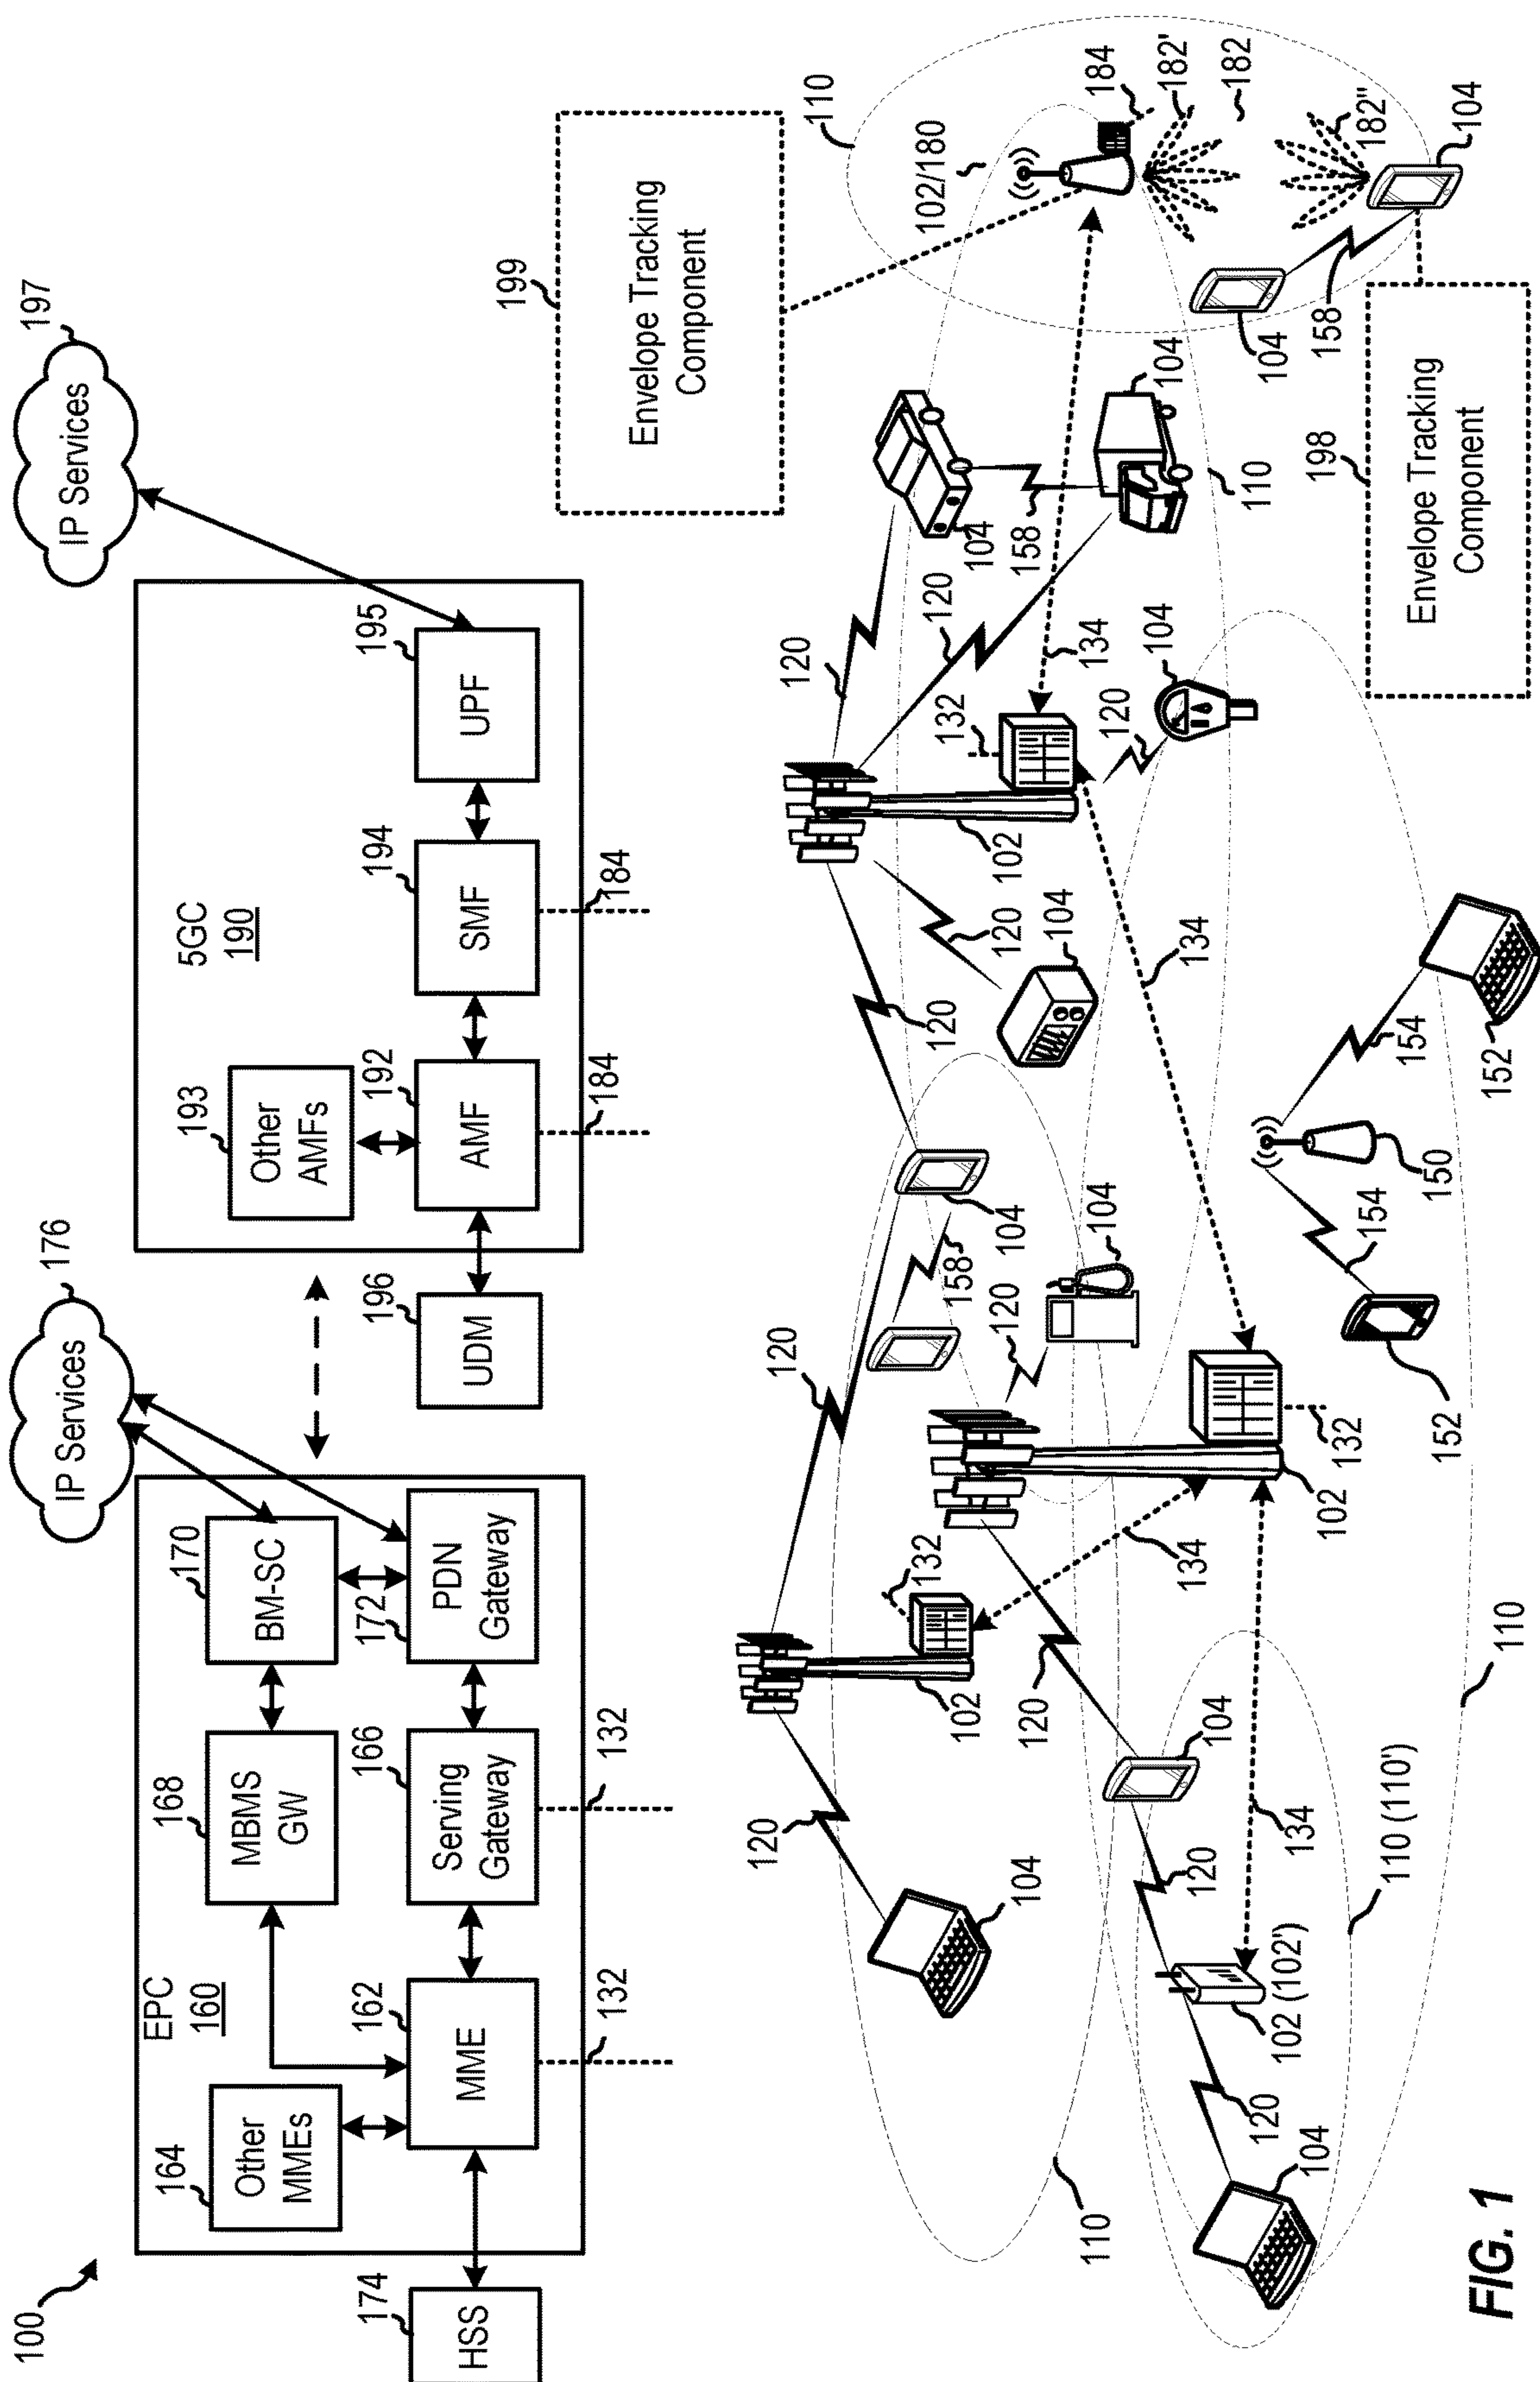 100
174
HSS
EPC
160
164
Other
MMEs
162
MME
132
168
MBMS
GW
166
Serving
Gateway
132
170
BM-SC
172
PDN
Gateway
176
IP Services
196
UDM
5GC
190
193
Other
AMFs
192
AMF
184
194
SMF
184
195
UPF
197
IP Services
199
Envelope Tracking
Component
110
120
104
102
132
120
120
158
104
120
104
104
120
120
102
132
120
104
158
120
104
134
102/180
110
184
182'
182
182"
104
158
104
198
Envelope Tracking
Component
110
134
120
104
134
134
120
104
102
132
134
110 (110')
110
120
102 (102')
120
104
110
152
154
150
154
152
FIG. 1